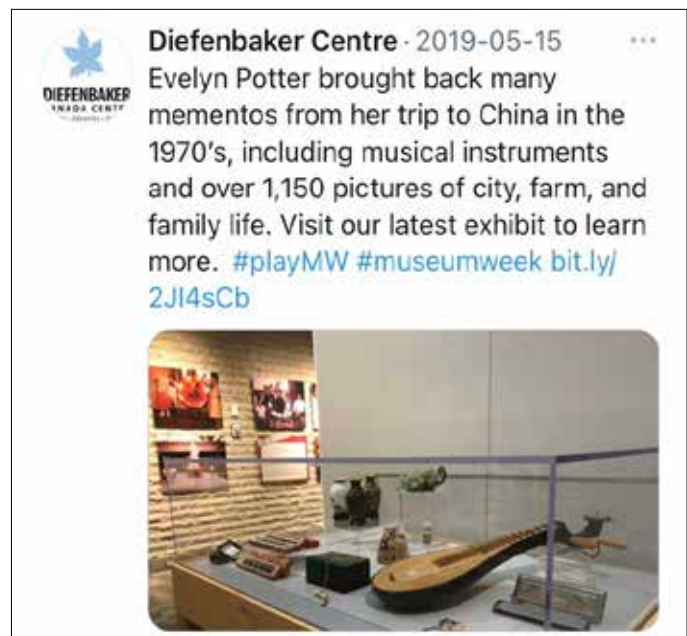 Diefenbaker Centre · 2019-05-15 ...
Evelyn Potter brought back many
DIEFENBAKER
mementos from her trip to China in the
1970's, including musical instruments
and over 1,150 pictures of city, farm, and
family life. Visit our latest exhibit to learn
more. #playMW #museumweek bit.ly/
2JI4sCb